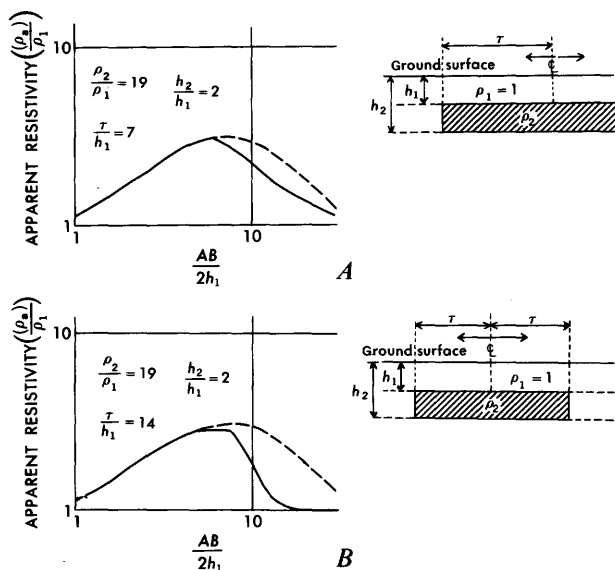 APPARENT RESISTIVITY (ρₐ/ρ₁)
10
ρ₂/ρ₁ = 19
h₂/h₁ = 2
τ/h₁ = 7
1
1
10
AB/2h₁
A
τ
℄
Ground surface
h₁
ρ₁ = 1
h₂
ρ₂
APPARENT RESISTIVITY (ρₐ/ρ₁)
10
ρ₂/ρ₁ = 19
h₂/h₁ = 2
τ/h₁ = 14
1
1
10
AB/2h₁
B
τ
τ
℄
Ground surface
h₁
ρ₁ = 1
h₂
ρ₂